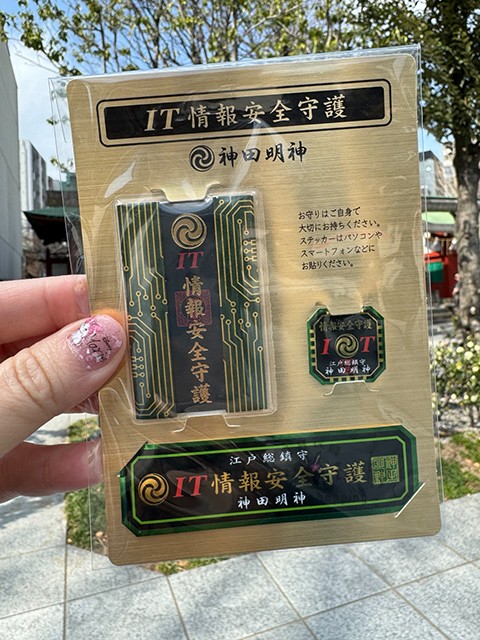 IT 情報安全守護
神田明神
お守りはご自身で
大切にお持ちください。
ステッカーはパソコンや
スマートフォンなどに
お貼りください。
IT
情報安全守護
情報安全守護
IT
江戸総鎮守
神田明神
江戸総鎮守
IT情報安全守護
神田明神